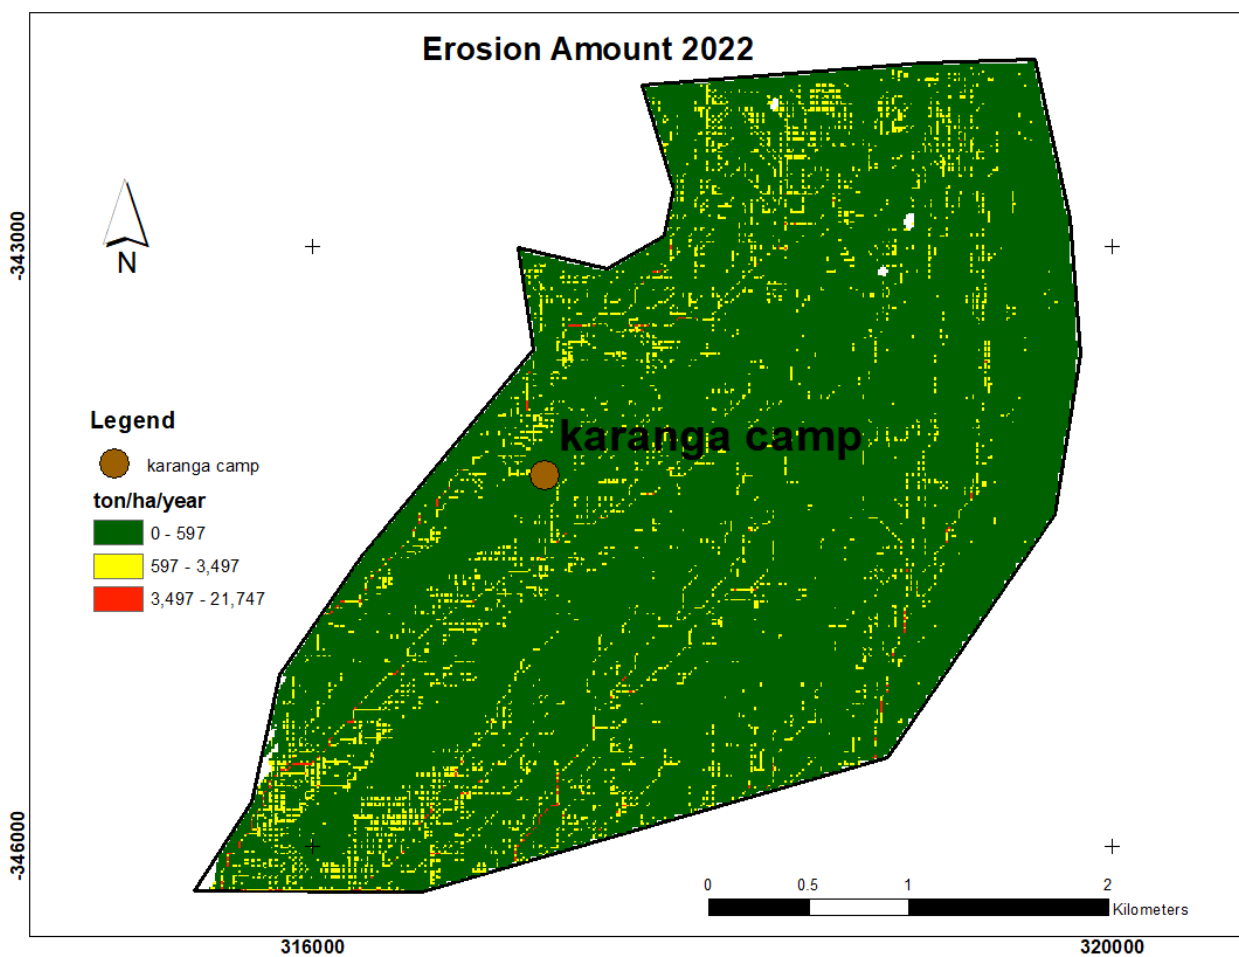 Erosion Amount 2022
-343000
N
Legend
karanga camp
karanga camp
ton/ha/year
0 - 597
597 - 3,497
3,497 - 21,747
-346000
0 0.5 1 2
Kilometers
316000 320000